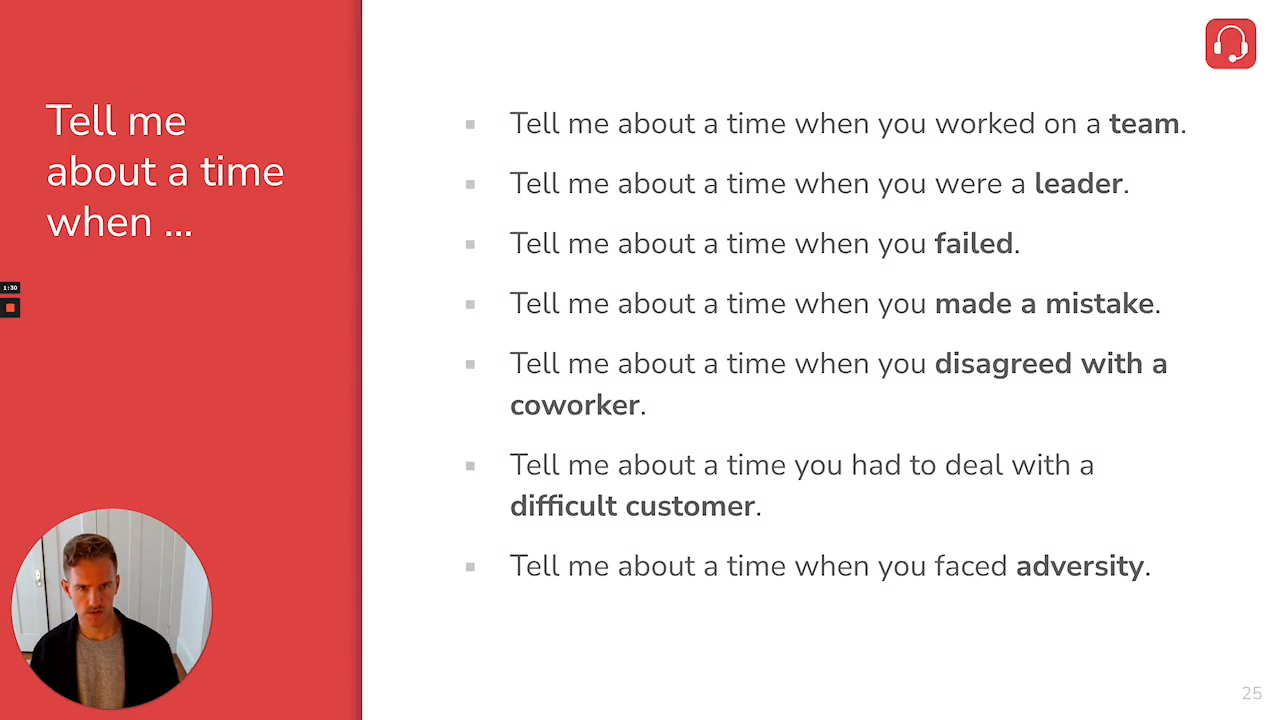 Tell me
about a time
when ...
1:30
Tell me about a time when you worked on a team.
Tell me about a time when you were a leader.
Tell me about a time when you failed.
Tell me about a time when you made a mistake.
Tell me about a time when you disagreed with a
coworker.
Tell me about a time you had to deal with a
difficult customer.
Tell me about a time when you faced adversity.
25